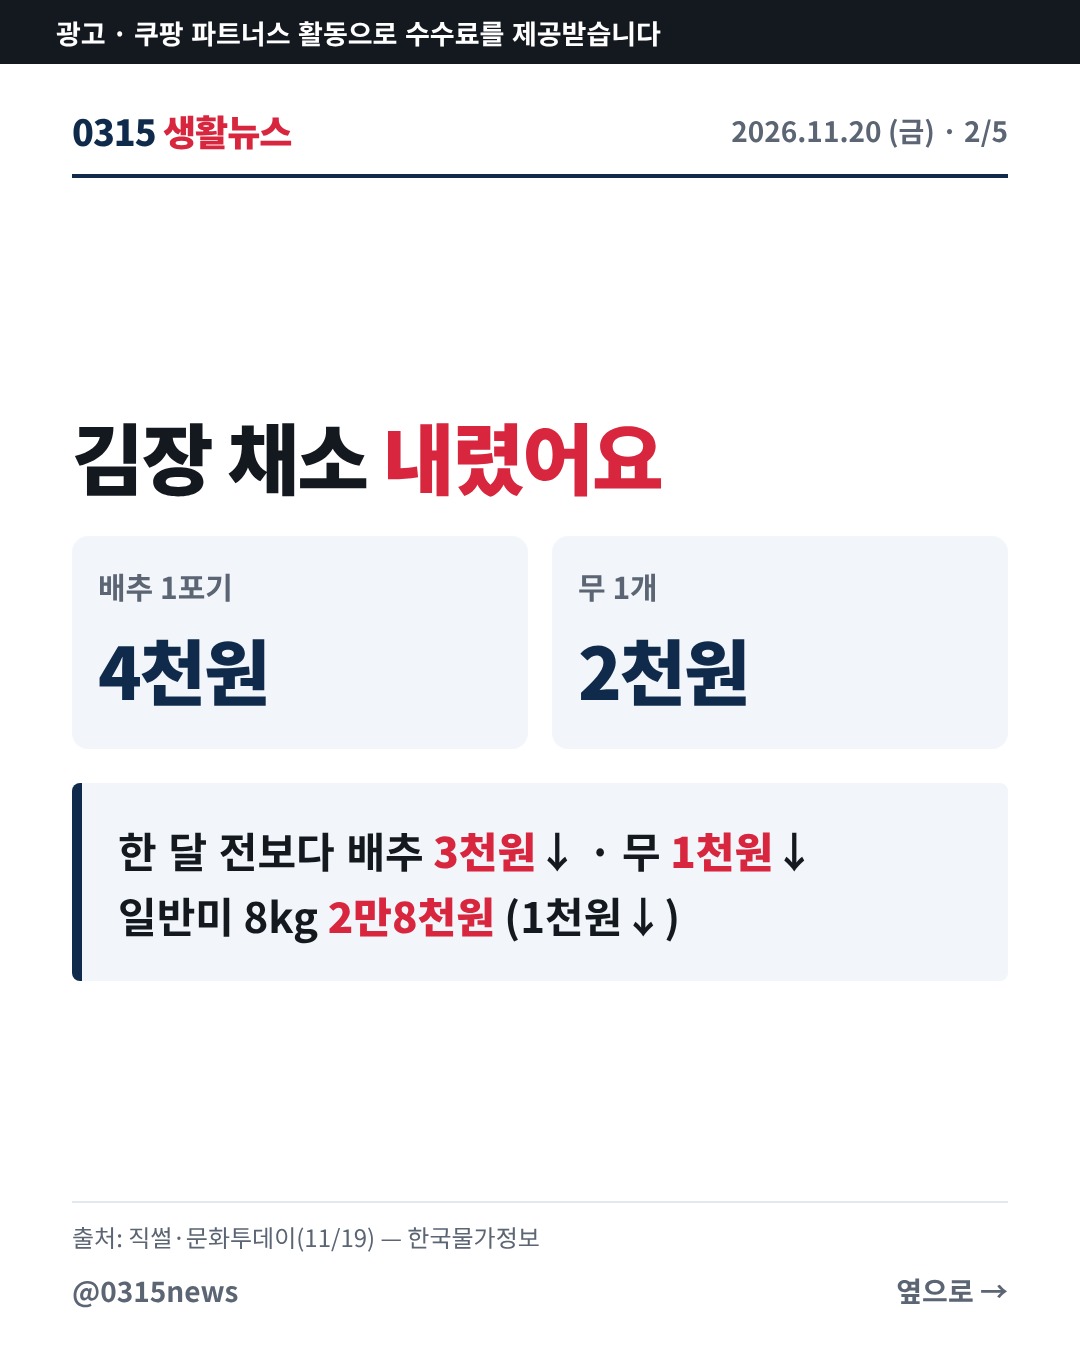 광고 · 쿠팡 파트너스 활동으로 수수료를 제공받습니다
0315 생활뉴스
2026.11.20 (금) · 2/5
김장 채소 내렸어요
배추 1포기
4천원
무 1개
2천원
한 달 전보다 배추 3천원↓ · 무 1천원↓
일반미 8kg 2만8천원 (1천원↓)
출처: 직썰·문화투데이(11/19) — 한국물가정보
@0315news
옆으로 →